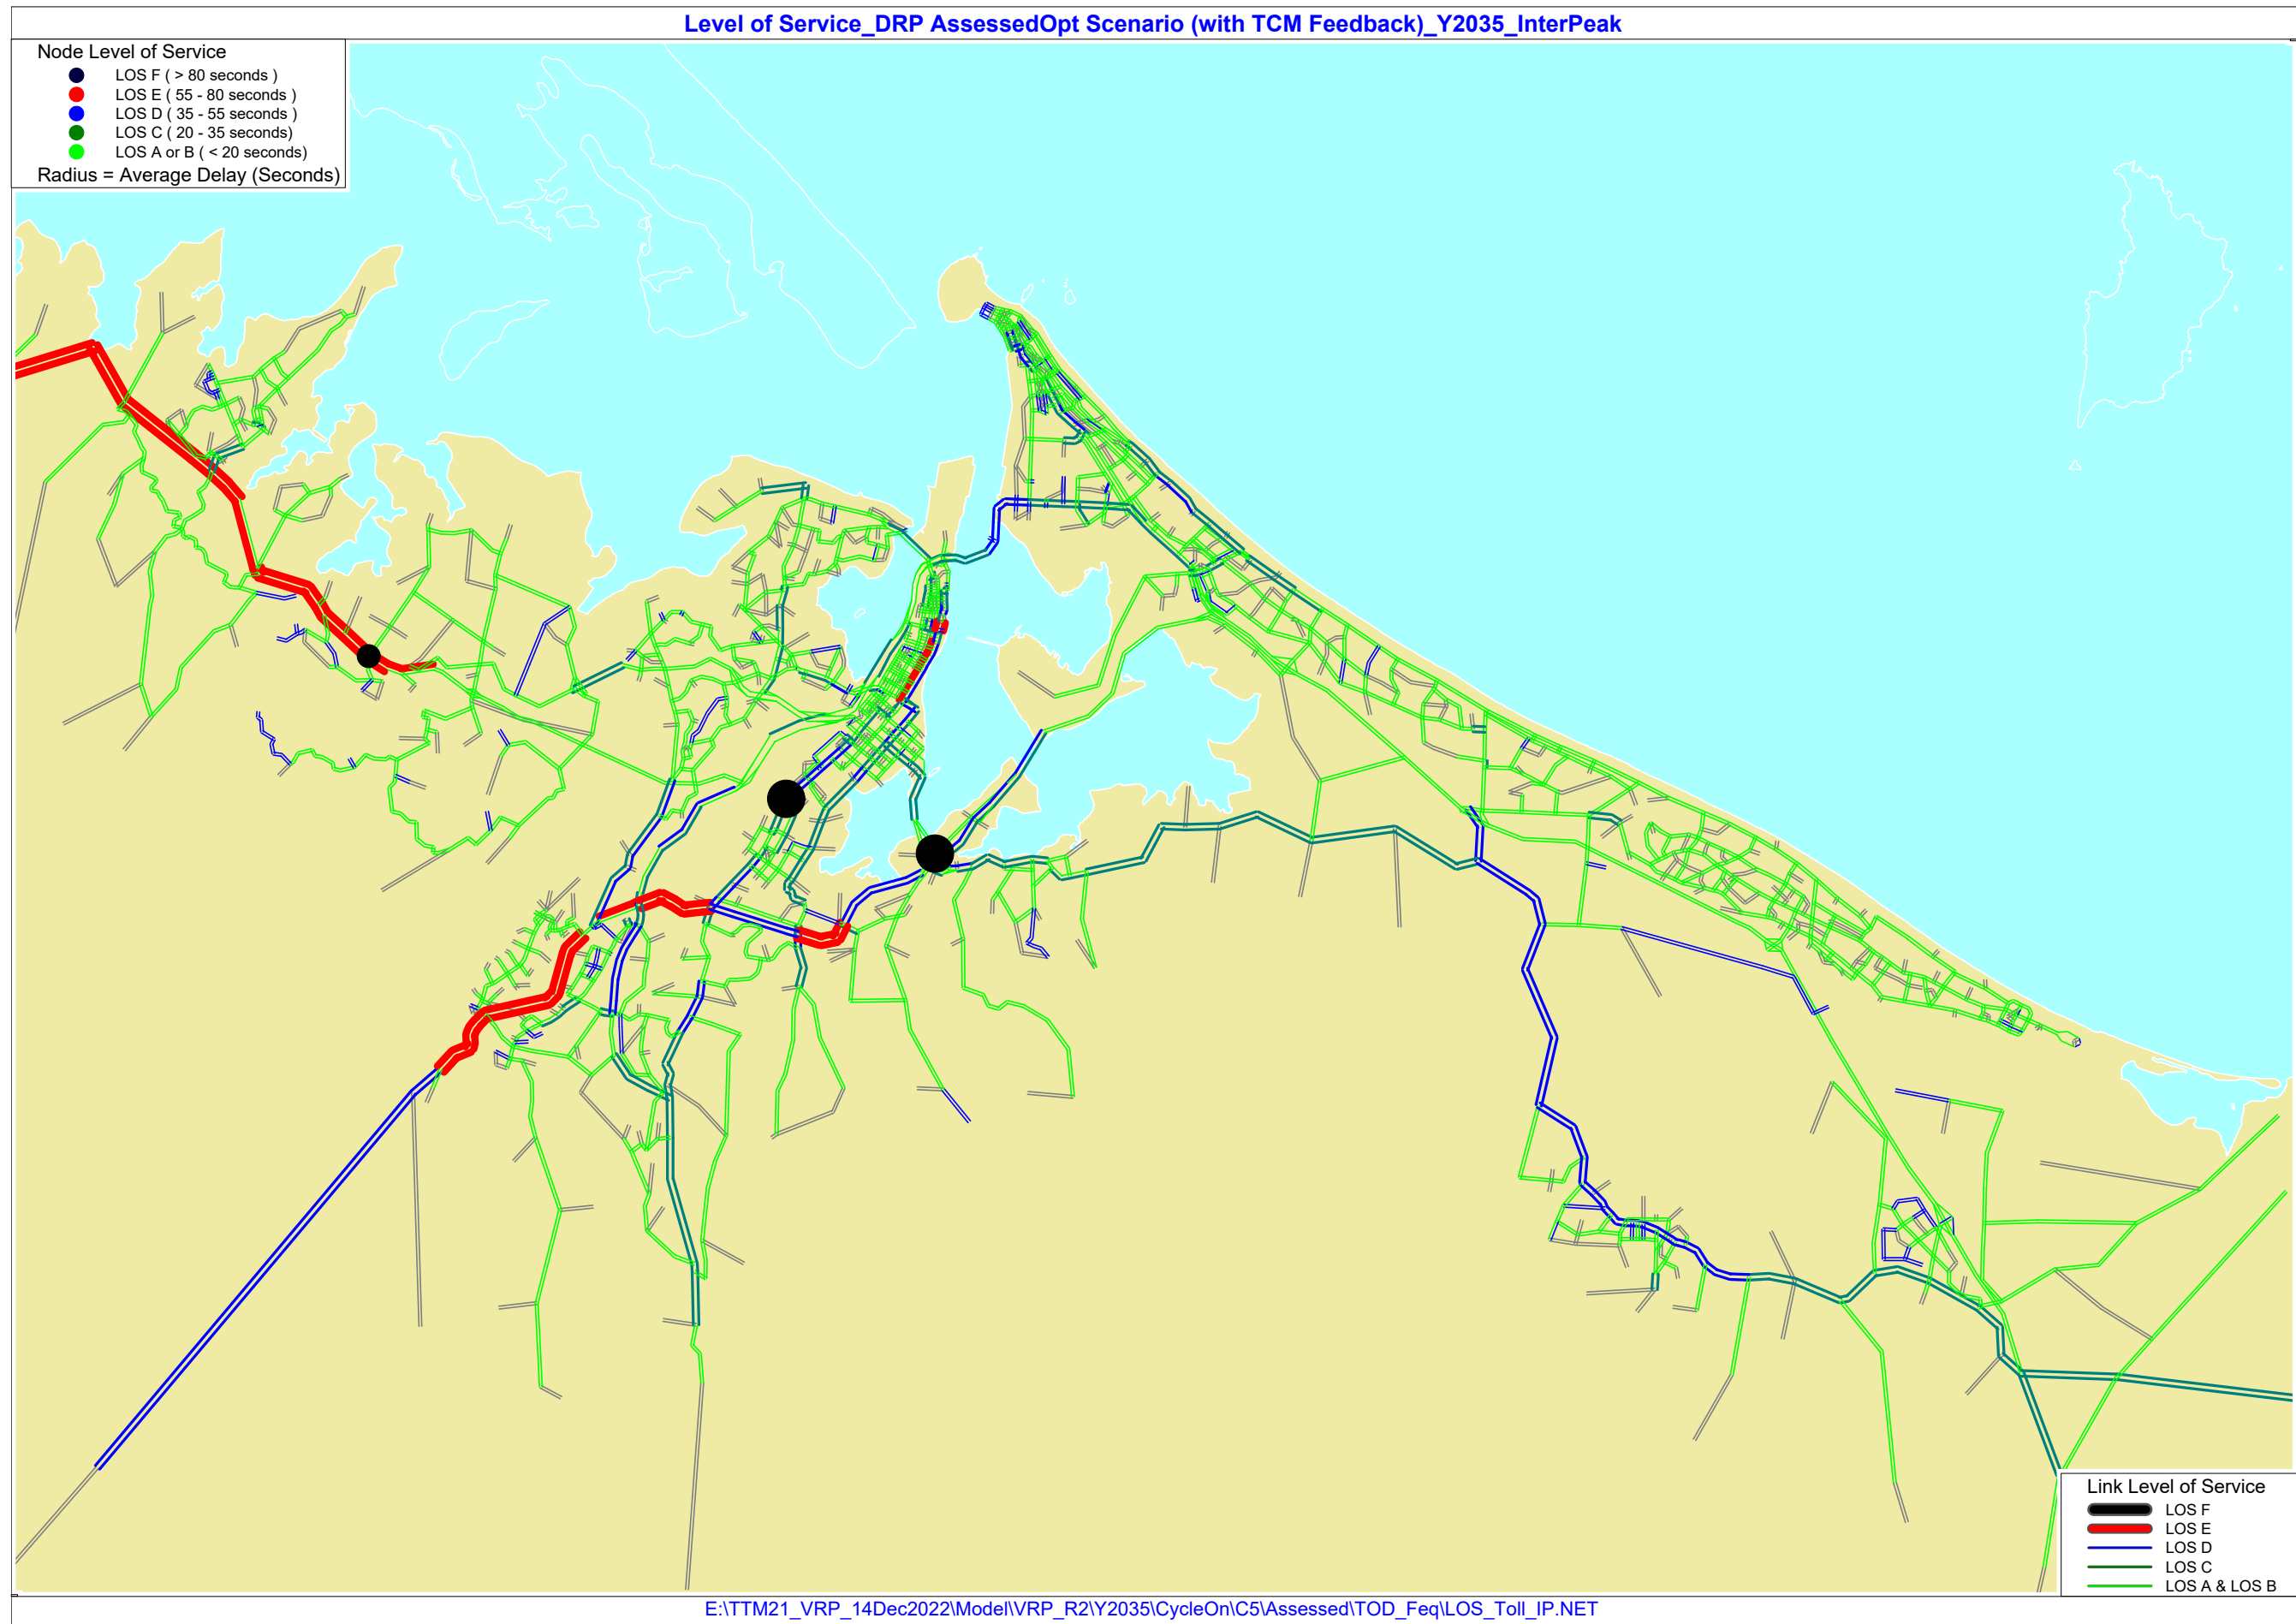 Level of Service_DRP AssessedOpt Scenario (with TCM Feedback)_Y2035_InterPeak
Node Level of Service
LOS F ( > 80 seconds )
LOS E ( 55 - 80 seconds )
LOS D ( 35 - 55 seconds )
LOS C ( 20 - 35 seconds)
LOS A or B ( < 20 seconds)
Radius = Average Delay (Seconds)
Link Level of Service
LOS F
LOS E
LOS D
LOS C
LOS A & LOS B
E:\TTM21_VRP_14Dec2022\Model\VRP_R2\Y2035\CycleOn\C5\Assessed\TOD_Feq\LOS_Toll_IP.NET